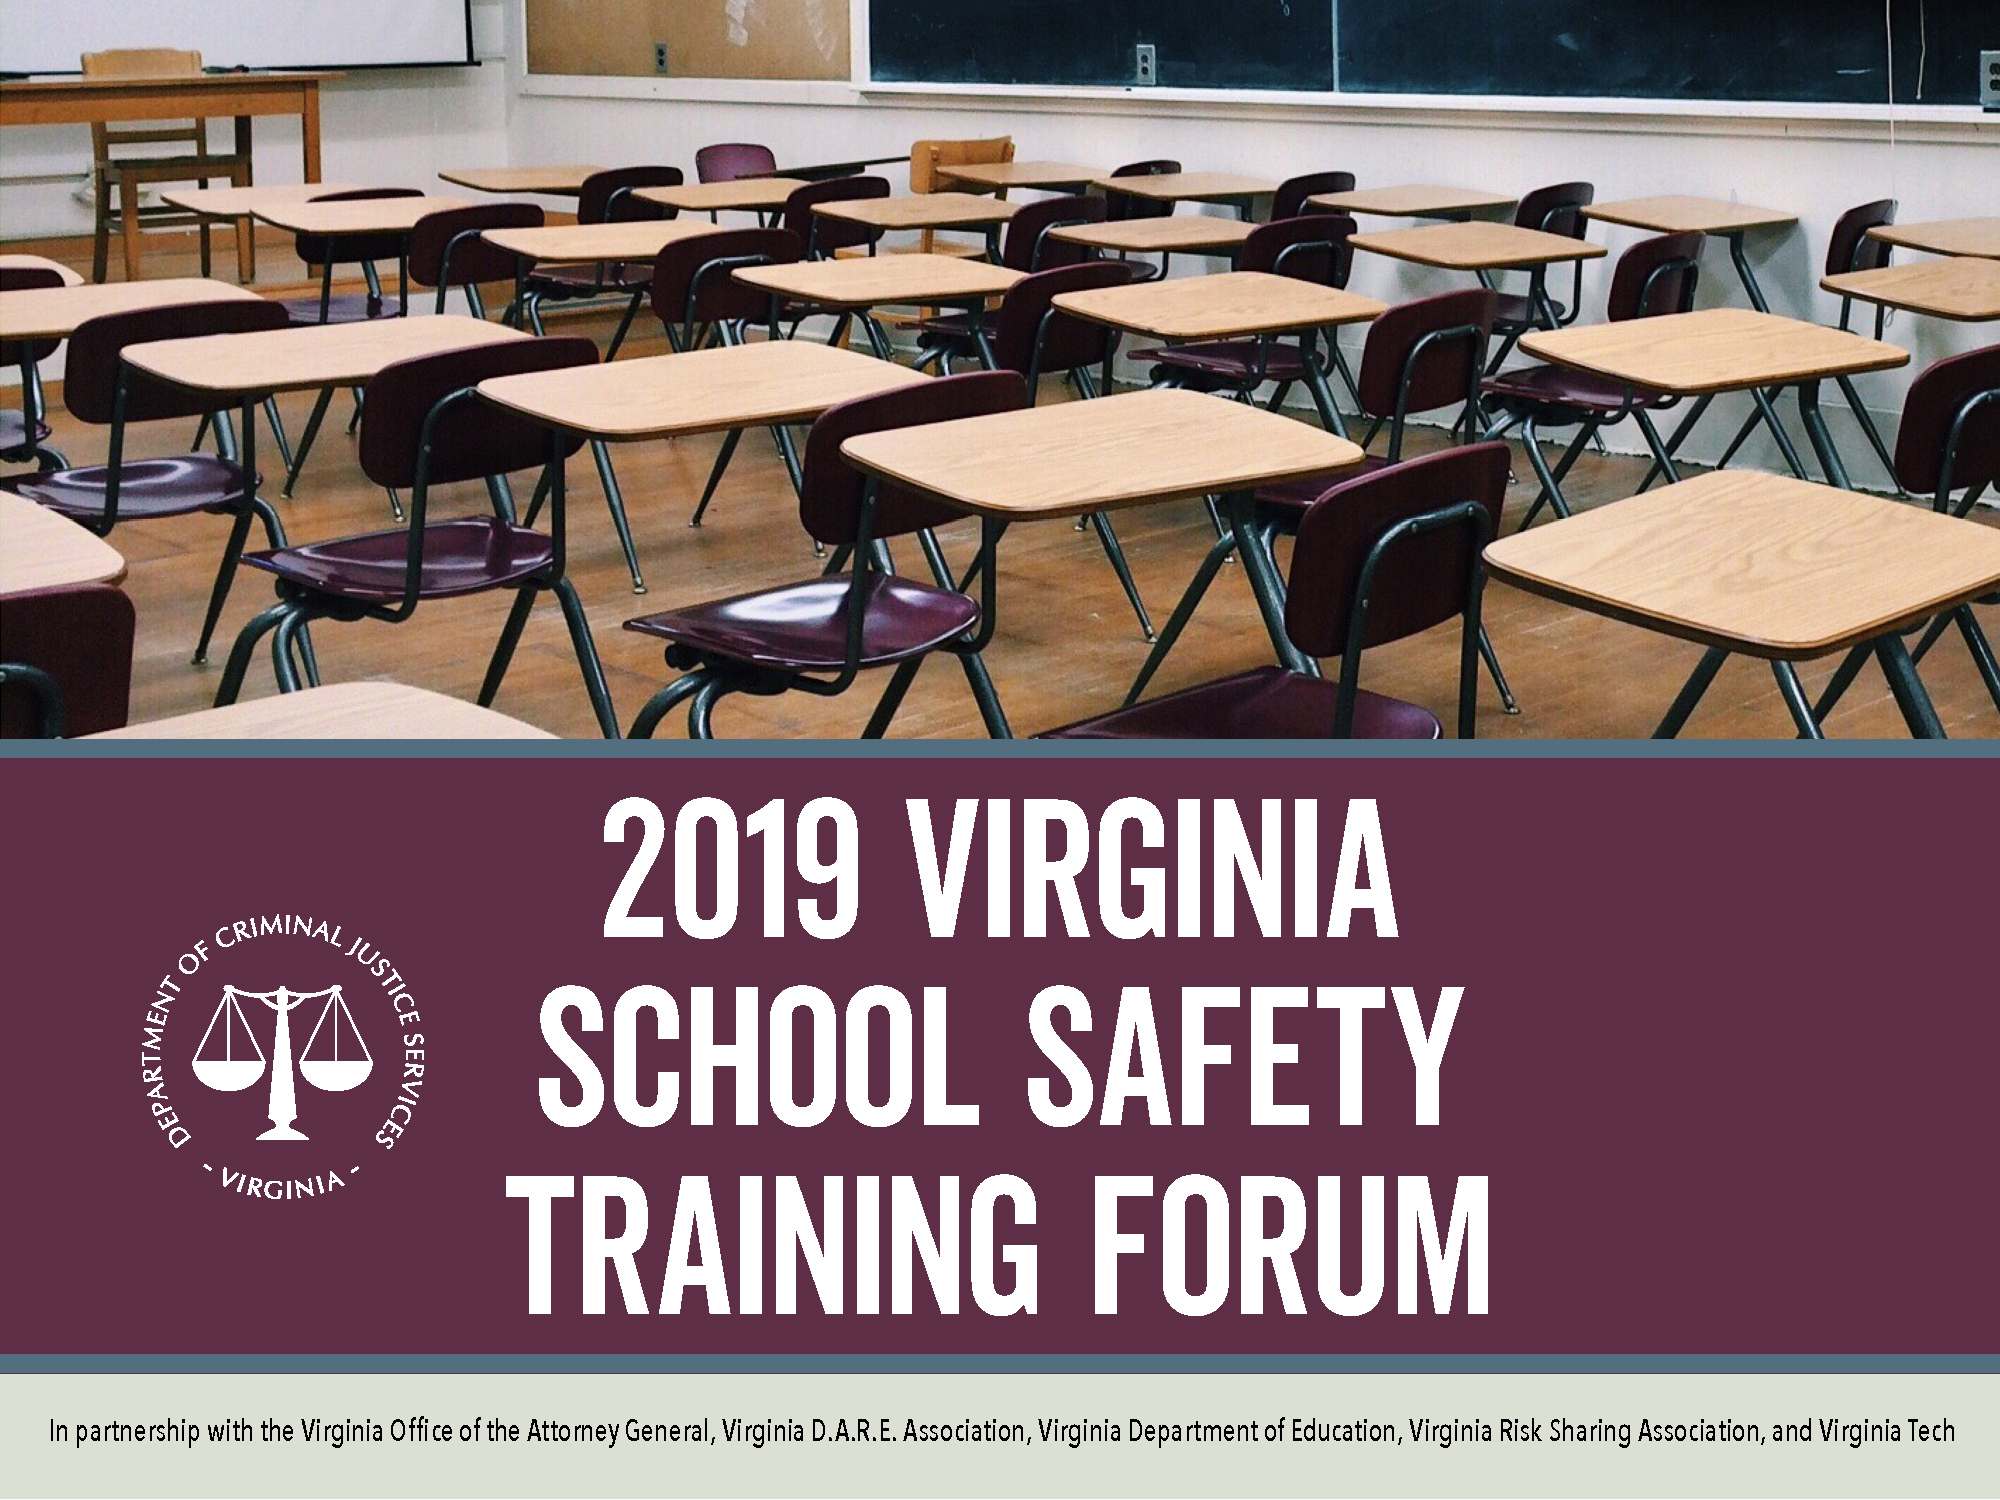 2019 VIRGINIA
SCHOOL SAFETY
TRAINING FORUM
DEPARTMENT OF CRIMINAL JUSTICE SERVICES
- VIRGINIA -
In partnership with the Virginia Office of the Attorney General, Virginia D.A.R.E. Association, Virginia Department of Education, Virginia Risk Sharing Association, and Virginia Tech